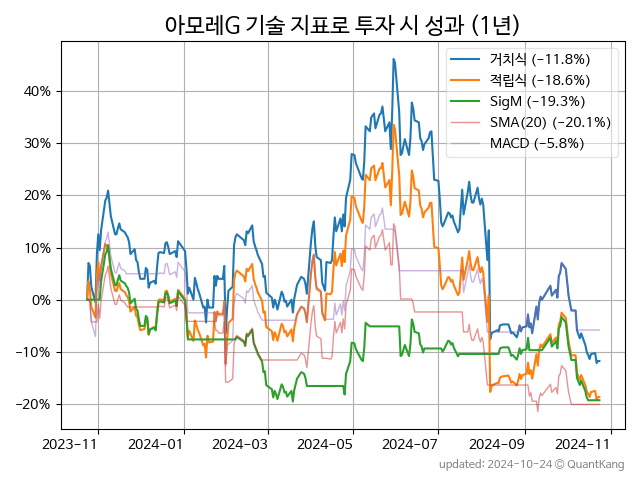 아모레G 기술 지표로 투자 시 성과 (1년)
거치식 (−11.8%)
적립식 (−18.6%)
SigM (−19.3%)
SMA(20) (−20.1%)
MACD (−5.8%)
40%
30%
20%
10%
0%
−10%
−20%
2023-11 2024-01 2024-03 2024-05 2024-07 2024-09 2024-11
updated: 2024-10-24 © QuantKang